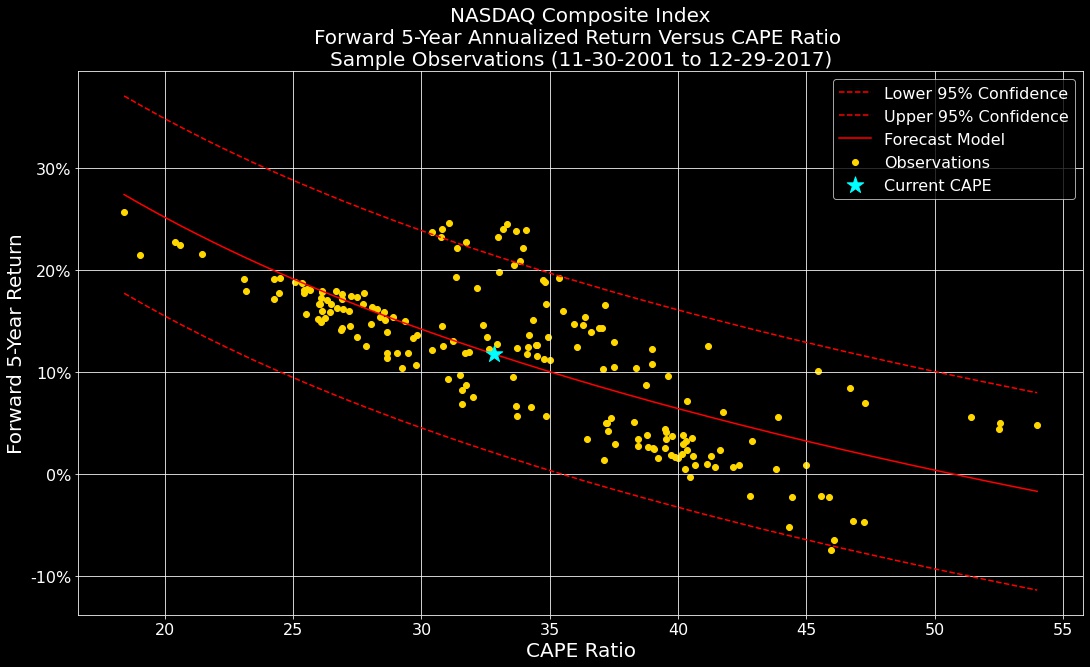 NASDAQ Composite Index
Forward 5-Year Annualized Return Versus CAPE Ratio
Sample Observations (11-30-2001 to 12-29-2017)
Lower 95% Confidence
Upper 95% Confidence
Forecast Model
Observations
Current CAPE
Forward 5-Year Return
30%
20%
10%
0%
-10%
20 25 30 35 40 45 50 55
CAPE Ratio